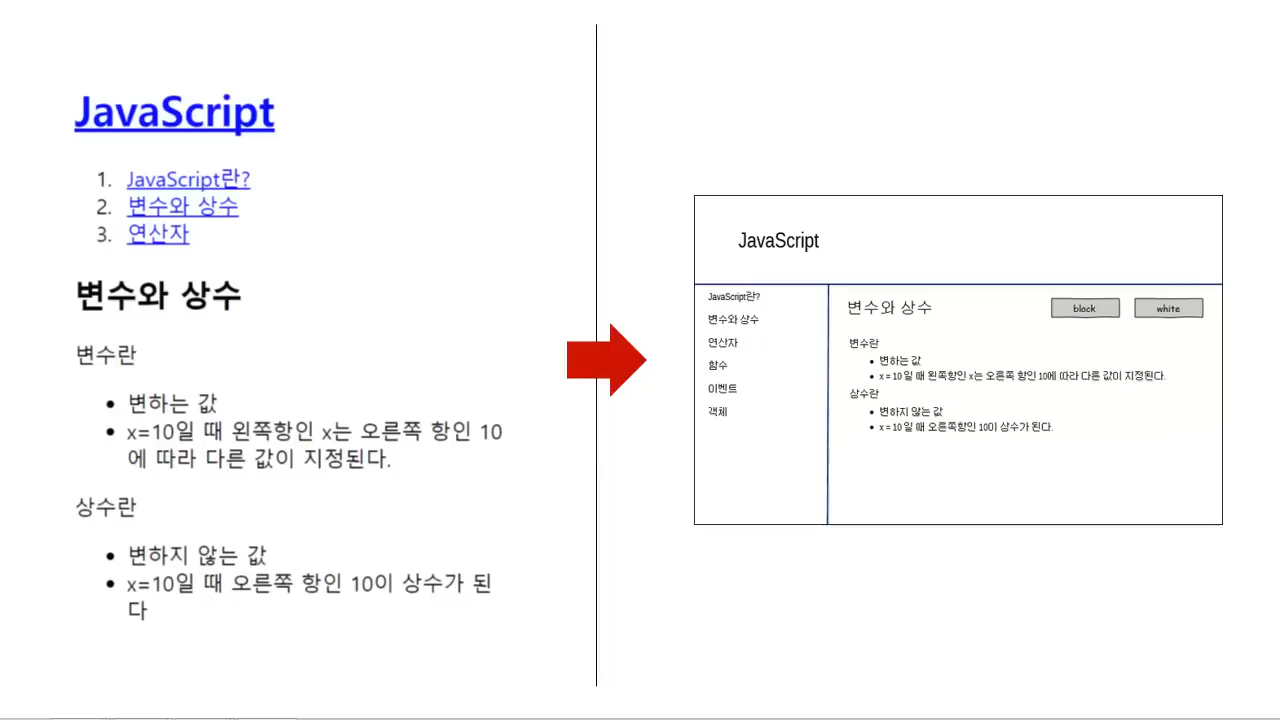 JavaScript
1. JavaScript란?
2. 변수와 상수
3. 연산자
변수와 상수
변수란
• 변하는 값
• x=10일 때 왼쪽항인 x는 오른쪽 항인 10
에 따라 다른 값이 지정된다.
상수란
• 변하지 않는 값
• x=10일 때 오른쪽 항인 10이 상수가 된
다
JavaScript
JavaScript란?
변수와 상수
연산자
함수
이벤트
객체
변수와 상수
black
white
변수란
• 변하는 값
• x = 10 일 때 왼쪽항인 x는 오른쪽 항인 10에 따라 다른 값이 지정된다.
상수란
• 변하지 않는 값
• x = 10 일 때 오른쪽항인 10이 상수가 된다.